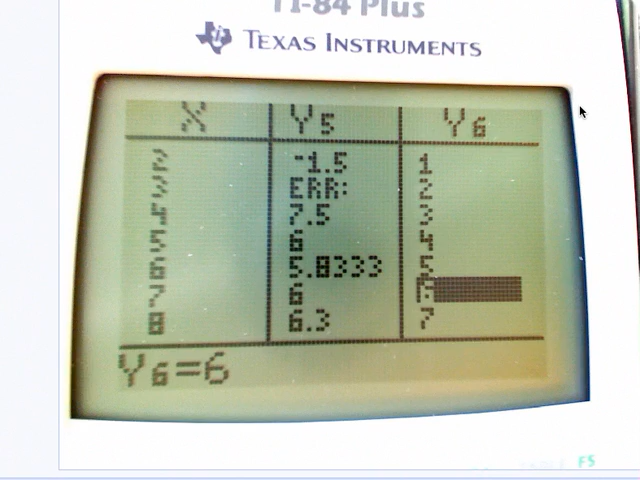 TI-84 Plus
TEXAS INSTRUMENTS
X Y5 Y6
2 -1.5 1
3 ERR: 2
4 7.5 3
5 6 4
6 5.8333 5
7 6 6
8 6.3 7
Y6=6
F5